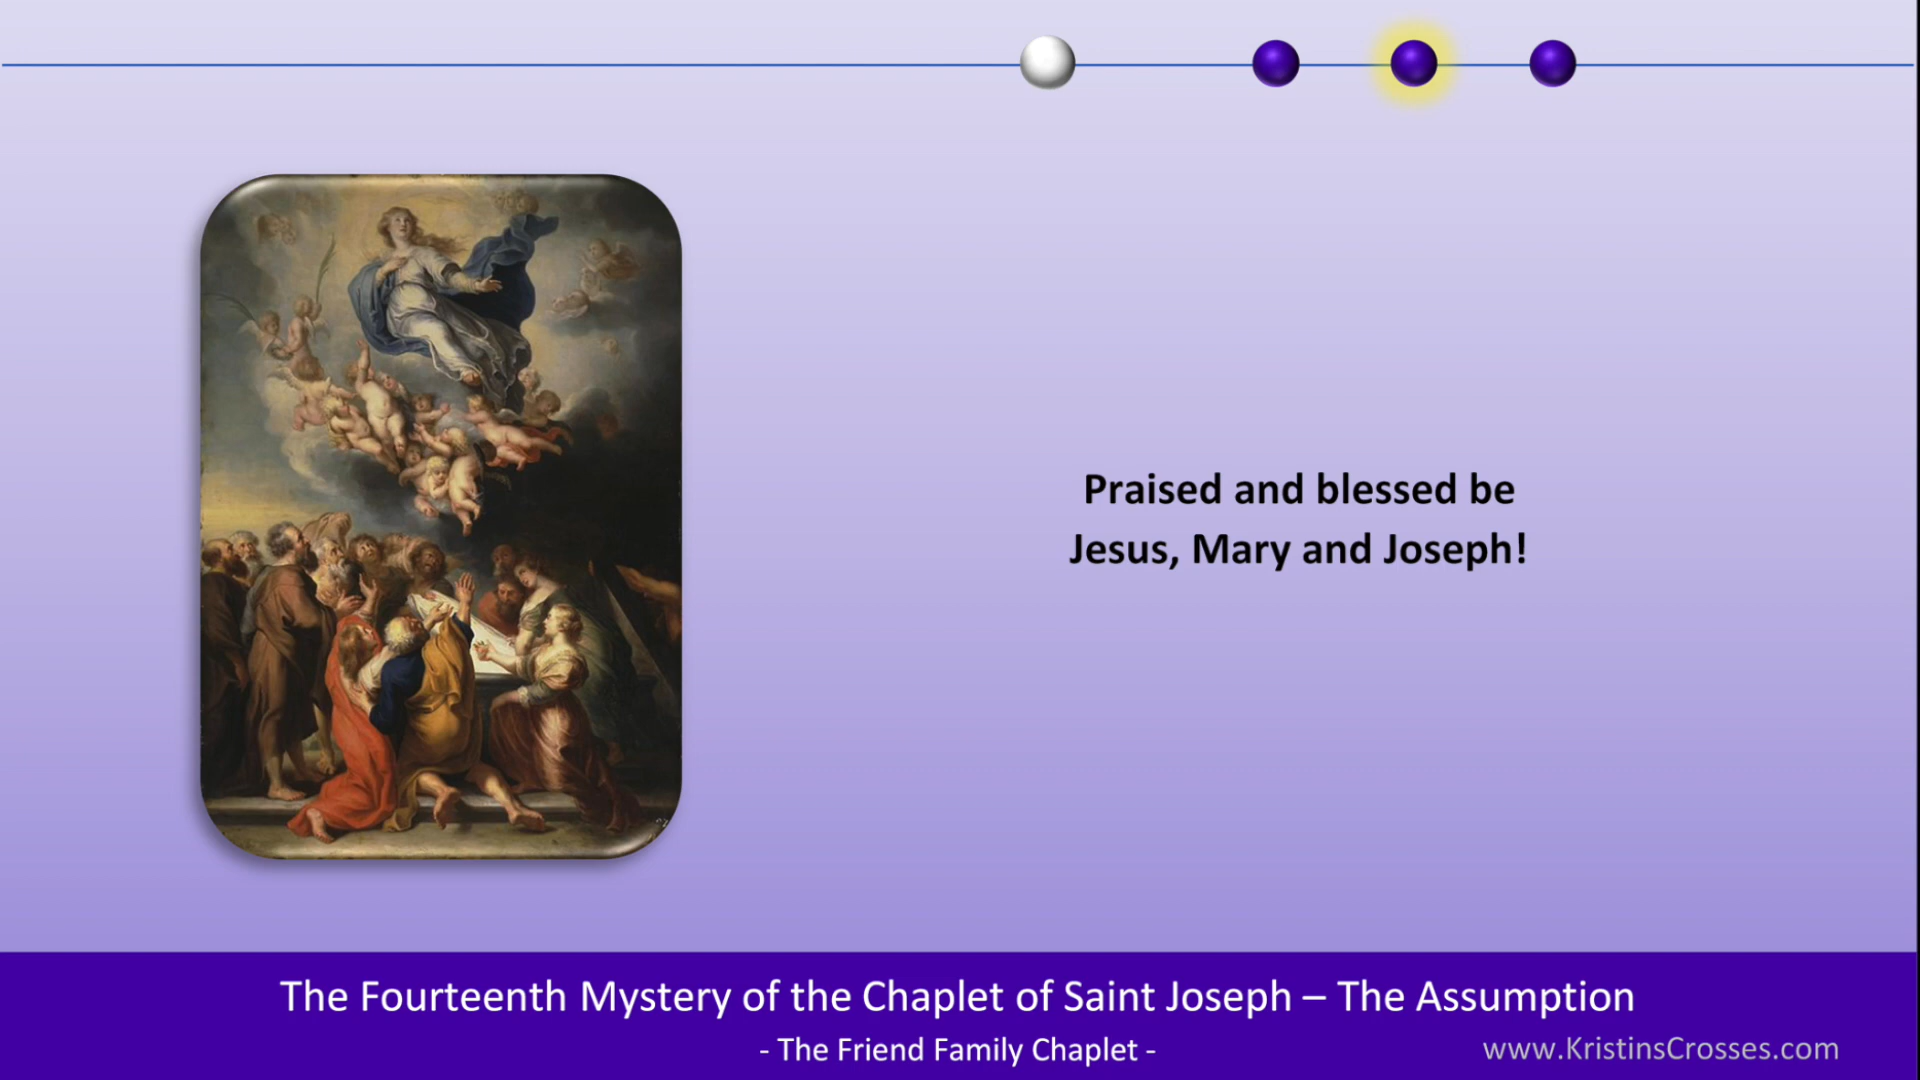 Praised and blessed be
Jesus, Mary and Joseph!
The Fourteenth Mystery of the Chaplet of Saint Joseph – The Assumption
- The Friend Family Chaplet -
www.KristinsCrosses.com